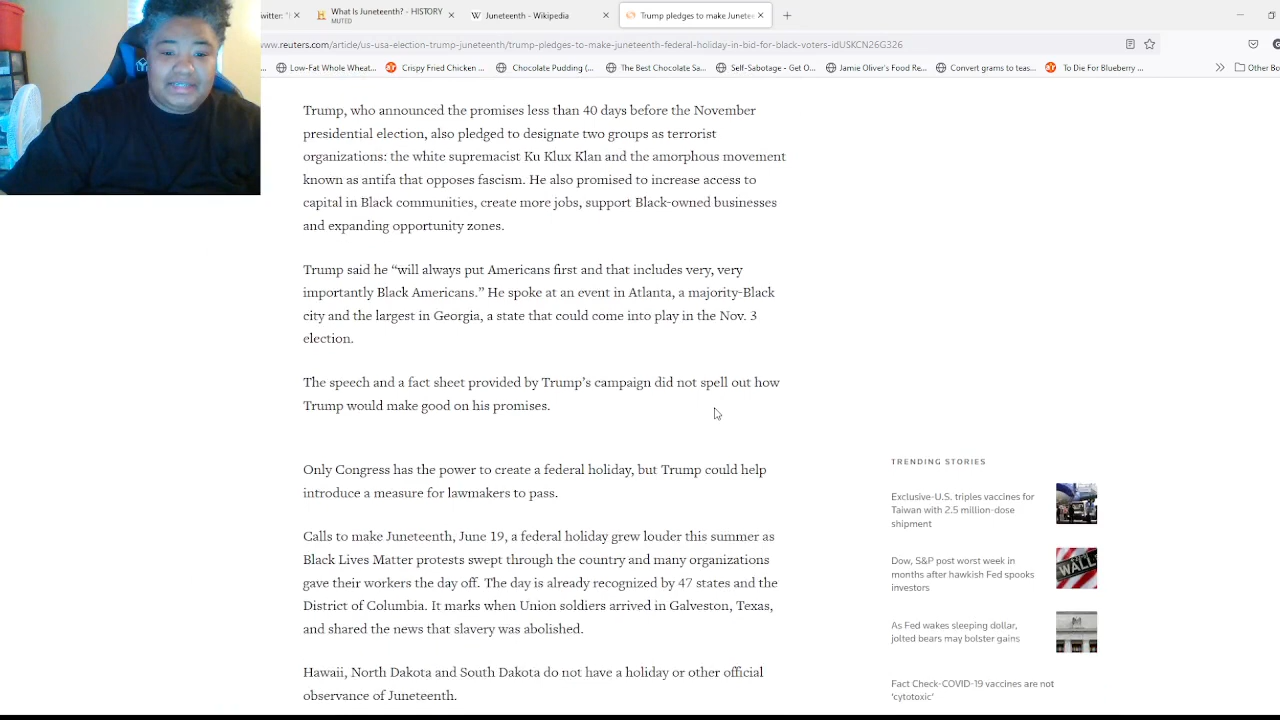 witter: "I
What Is Juneteenth? - HISTORY
MUTED
Juneteenth - Wikipedia
Trump pledges to make Junetee
www.reuters.com/article/us-usa-election-trump-juneteenth/trump-pledges-to-make-juneteenth-federal-holiday-in-bid-for-black-voters-idUSKCN26G326
Low-Fat Whole Wheat...
Crispy Fried Chicken ...
Chocolate Pudding (...
The Best Chocolate Sa...
Self-Sabotage - Get O...
Jamie Oliver's Food Re...
Convert grams to teas...
To Die For Blueberry ...
Other Bo
Trump, who announced the promises less than 40 days before the November
presidential election, also pledged to designate two groups as terrorist
organizations: the white supremacist Ku Klux Klan and the amorphous movement
known as antifa that opposes fascism. He also promised to increase access to
capital in Black communities, create more jobs, support Black-owned businesses
and expanding opportunity zones.
Trump said he “will always put Americans first and that includes very, very
importantly Black Americans.” He spoke at an event in Atlanta, a majority-Black
city and the largest in Georgia, a state that could come into play in the Nov. 3
election.
The speech and a fact sheet provided by Trump’s campaign did not spell out how
Trump would make good on his promises.
Only Congress has the power to create a federal holiday, but Trump could help
introduce a measure for lawmakers to pass.
Calls to make Juneteenth, June 19, a federal holiday grew louder this summer as
Black Lives Matter protests swept through the country and many organizations
gave their workers the day off. The day is already recognized by 47 states and the
District of Columbia. It marks when Union soldiers arrived in Galveston, Texas,
and shared the news that slavery was abolished.
Hawaii, North Dakota and South Dakota do not have a holiday or other official
observance of Juneteenth.
TRENDING STORIES
Exclusive-U.S. triples vaccines for
Taiwan with 2.5 million-dose
shipment
Dow, S&P post worst week in
months after hawkish Fed spooks
investors
As Fed wakes sleeping dollar,
jolted bears may bolster gains
Fact Check-COVID-19 vaccines are not
'cytotoxic'
WALL